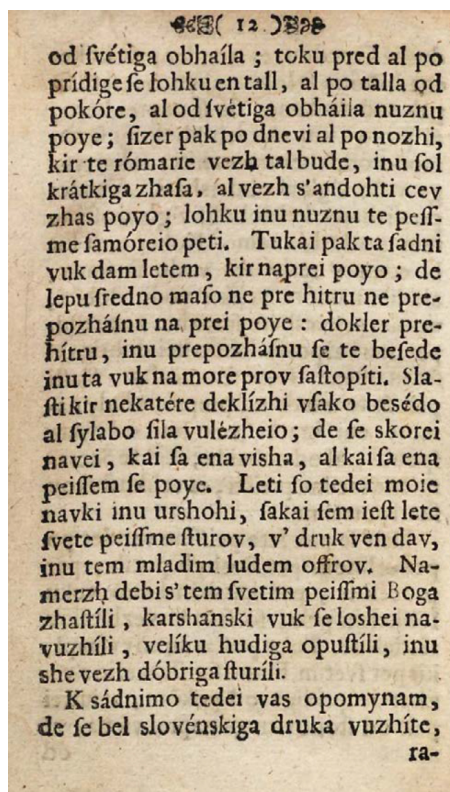 ( 12 )
od ſvétiga obhaíla ; toku pred al po
prídige ſe lohku en tall, al po talla od
pokóre, al od ſvétiga obháila nuznu
poye; ſizer pak po dnevi al po nozhi,
kir te rómarie vezh tal bude, inu ſol
krátkiga zhaſa, al vezh s'andohti cev
zhas poyo; lohku inu nuznu te peſſ-
me ſamóreio peti. Tukai pak ta ſadni
vuk dam letem, kir naprei poyo; de
lepu ſredno maſo ne pre hitru ne pre-
pozháſnu na prei poye : dokler pre-
hítru, inu prepozháſnu ſe te beſede
inu ta vuk na more prov ſaſtopíti. Sla-
ſti kir nekatére deklízhi vſako besédo
al ſylabo ſila vulézheio; de ſe skorei
navei, kai ſa ena visha, al kai ſa ena
peiſſem ſe poye. Leti ſo tedei moie
navki inu urshohi, ſakai ſem ieſt lete
ſvete peiſſme ſturov, v' druk ven dav,
inu tem mladim ludem offrov. Na-
merzh debi s' tem ſvetim peiſſmi Boga
zhaſtíli, karshanski vuk ſe loshei na-
vuzhíli, velíku hudiga opuſtíli, inu
she vezh dóbriga ſturíli.
K sádnimo tedei vas opomynam,
de ſe bel slovénskiga druka vuzhíte,
ra-